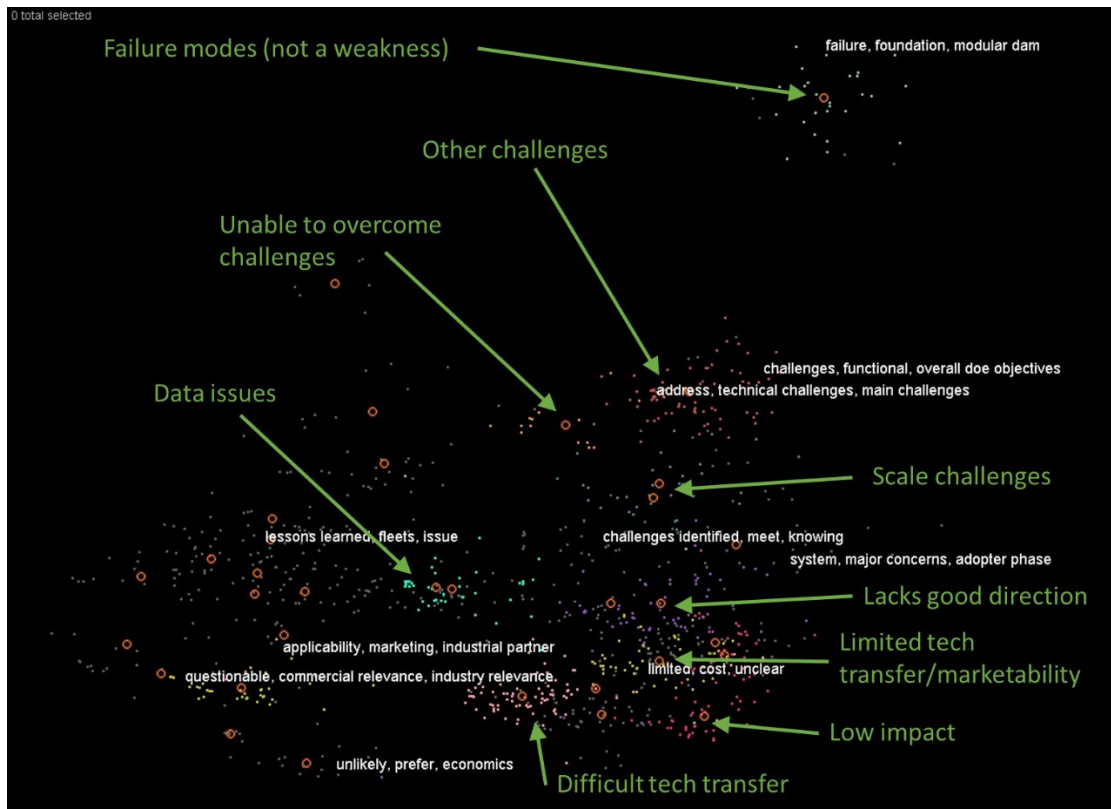 0 total selected
Failure modes (not a weakness)
failure, foundation, modular dam
Other challenges
Unable to overcome
challenges
challenges, functional, overall doe objectives
address, technical challenges, main challenges
Data issues
Scale challenges
lessons learned, fleets, issue
challenges identified, meet, knowing
system, major concerns, adopter phase
Lacks good direction
applicability, marketing, industrial partner
Limited tech
transfer/marketability
limited, cost, unclear
questionable, commercial relevance, industry relevance.
Low impact
unlikely, prefer, economics
Difficult tech transfer